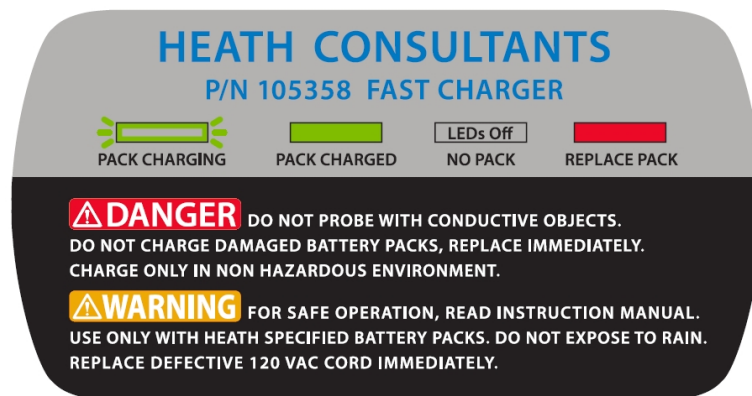 HEATH CONSULTANTS
P/N 105358 FAST CHARGER
LEDs Off
PACK CHARGING PACK CHARGED NO PACK REPLACE PACK
DANGER DO NOT PROBE WITH CONDUCTIVE OBJECTS.
DO NOT CHARGE DAMAGED BATTERY PACKS, REPLACE IMMEDIATELY.
CHARGE ONLY IN NON HAZARDOUS ENVIRONMENT.
WARNING FOR SAFE OPERATION, READ INSTRUCTION MANUAL.
USE ONLY WITH HEATH SPECIFIED BATTERY PACKS. DO NOT EXPOSE TO RAIN.
REPLACE DEFECTIVE 120 VAC CORD IMMEDIATELY.